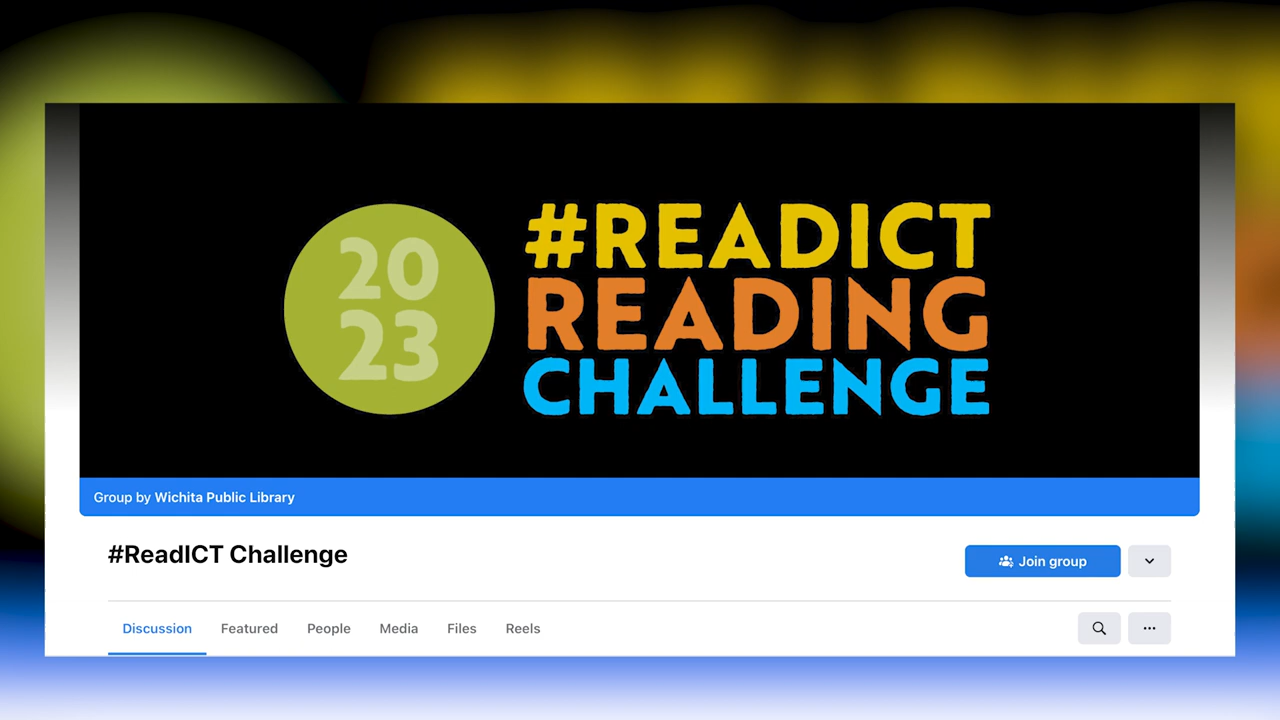 20
23
#READICT
READING
CHALLENGE
Group by Wichita Public Library
#ReadICT Challenge
Join group
Discussion
Featured
People
Media
Files
Reels